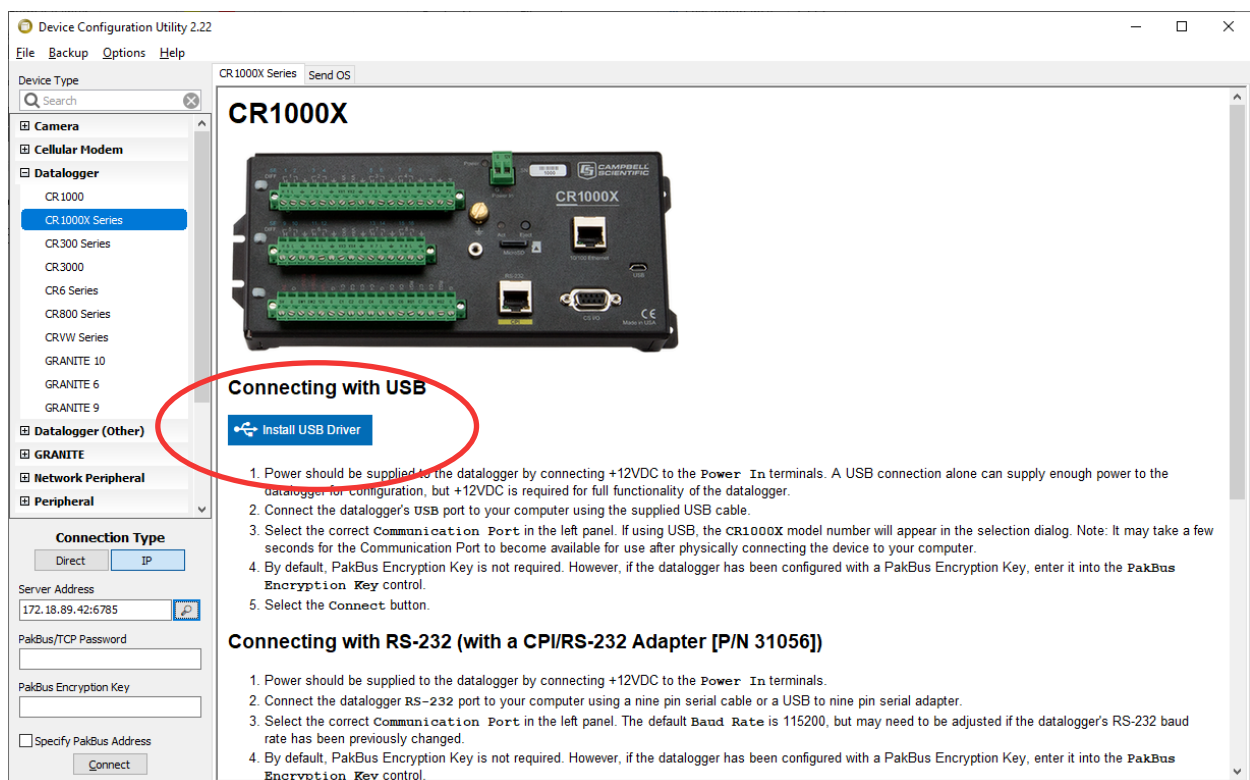 Device Configuration Utility 2.22
File Backup Options Help
Device Type
Search
Camera
Cellular Modem
Datalogger
CR1000
CR1000X Series
CR300 Series
CR3000
CR6 Series
CR800 Series
CRVW Series
GRANITE 10
GRANITE 6
GRANITE 9
Datalogger (Other)
GRANITE
Network Peripheral
Peripheral
Connection Type
Direct IP
Server Address
172.18.89.42:6785
PakBus/TCP Password
PakBus Encryption Key
Specify PakBus Address
Connect
CR1000X Series Send OS
CR1000X
Power
Power In
CAMPBELL
SCIENTIFIC
CR1000X
10/100 Ethernet
MicroSD
USB
RS-232
CPI
CS I/O
CE
Made in USA
Connecting with USB
Install USB Driver
1. Power should be supplied to the datalogger by connecting +12VDC to the Power In terminals. A USB connection alone can supply enough power to the
datalogger for configuration, but +12VDC is required for full functionality of the datalogger.
2. Connect the datalogger's USB port to your computer using the supplied USB cable.
3. Select the correct Communication Port in the left panel. If using USB, the CR1000X model number will appear in the selection dialog. Note: It may take a few
seconds for the Communication Port to become available for use after physically connecting the device to your computer.
4. By default, PakBus Encryption Key is not required. However, if the datalogger has been configured with a PakBus Encryption Key, enter it into the PakBus
Encryption Key control.
5. Select the Connect button.
Connecting with RS-232 (with a CPI/RS-232 Adapter [P/N 31056])
1. Power should be supplied to the datalogger by connecting +12VDC to the Power In terminals.
2. Connect the datalogger RS-232 port to your computer using a nine pin serial cable or a USB to nine pin serial adapter.
3. Select the correct Communication Port in the left panel. The default Baud Rate is 115200, but may need to be adjusted if the datalogger's RS-232 baud
rate has been previously changed.
4. By default, PakBus Encryption Key is not required. However, if the datalogger has been configured with a PakBus Encryption Key, enter it into the PakBus
Encryption Key control.